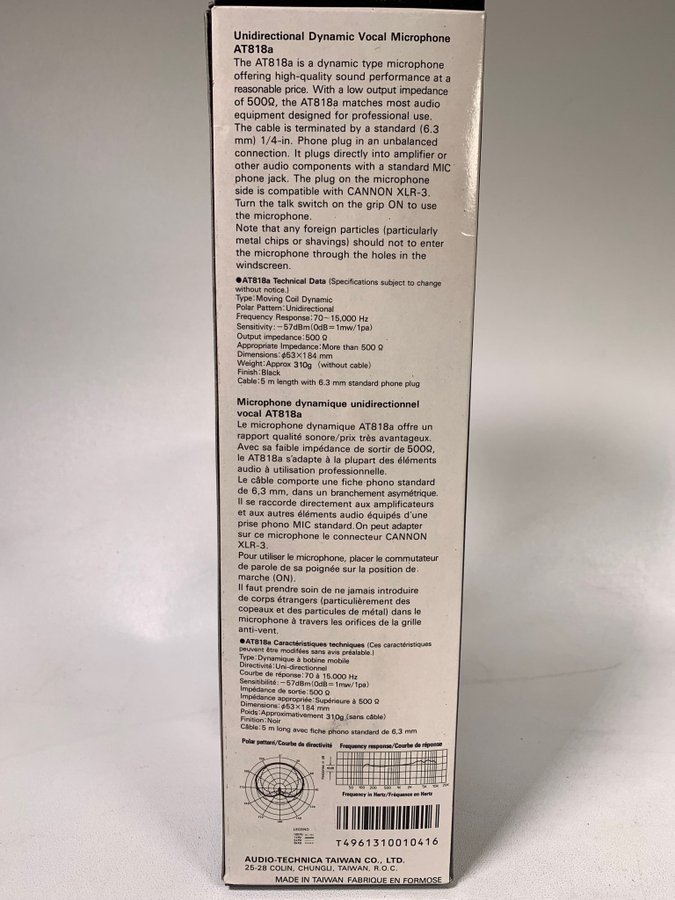 Unidirectional Dynamic Vocal Microphone
AT818a
The AT818a is a dynamic type microphone
offering high-quality sound performance at a
reasonable price. With a low output impedance
of 500Ω, the AT818a matches most audio
equipment designed for professional use.
The cable is terminated by a standard (6.3
mm) 1/4-in. Phone plug in an unbalanced
connection. It plugs directly into amplifier or
other audio components with a standard MIC
phone jack. The plug on the microphone
side is compatible with CANNON XLR-3.
Turn the talk switch on the grip ON to use
the microphone.
Note that any foreign particles (particularly
metal chips or shavings) should not to enter
the microphone through the holes in the
windscreen.
●AT818a Technical Data (Specifications subject to change
without notice.)
Type:Moving Coil Dynamic
Polar Pattern:Unidirectional
Frequency Response:70~15,000 Hz
Sensitivity:−57dBm(0dB=1mw/1pa)
Output impedance:500 Ω
Appropriate Impedance:More than 500 Ω
Dimensions:φ53×184 mm
Weight:Approx 310g (without cable)
Finish:Black
Cable:5 m length with 6.3 mm standard phone plug
Microphone dynamique unidirectionnel
vocal AT818a
Le microphone dynamique AT818a offre un
rapport qualité sonore/prix très avantageux.
Avec sa faible impédance de sortir de 500Ω,
le AT818a s'adapte à la plupart des éléments
audio à utilisation professionnelle.
Le câble comporte une fiche phono standard
de 6,3 mm, dans un branchement asymétrique.
Il se raccorde directement aux amplificateurs
et aux autres éléments audio équipés d'une
prise phono MIC standard. On peut adapter
sur ce microphone le connecteur CANNON
XLR-3.
Pour utiliser le microphone, placer le commutateur
de parole de sa poignée sur la position de
marche (ON).
Il faut prendre soin de ne jamais introduire
de corps étrangers (particulièrement des
copeaux et des particules de métal) dans le
microphone à travers les orifices de la grille
anti-vent.
●AT818a Caractéristiques techniques (Ces caractéristiques
peuvent être modifiées sans avis préalable.)
Type:Dynamique à bobine mobile
Directivité:Uni-directionnel
Courbe de réponse:70 à 15.000 Hz
Sensibilité:−57dBm(0dB=1mw/1pa)
Impédance de sortie:500 Ω
Impédance appropriée:Supérieure à 500 Ω
Dimensions:φ53×184 mm
Poids:Approximativement 310g (sans câble)
Finition:Noir
Câble:5 m long avec fiche phono standard de 6,3 mm
Polar pattern/Courbe de directivité
Frequency response/Courbe de réponse
Frequency in Hertz/Fréquence en Hertz
LEGEND
T4961310010416
AUDIO-TECHNICA TAIWAN CO., LTD.
25-28 COLIN, CHUNGLI, TAIWAN, R.O.C.
MADE IN TAIWAN FABRIQUE EN FORMOSE